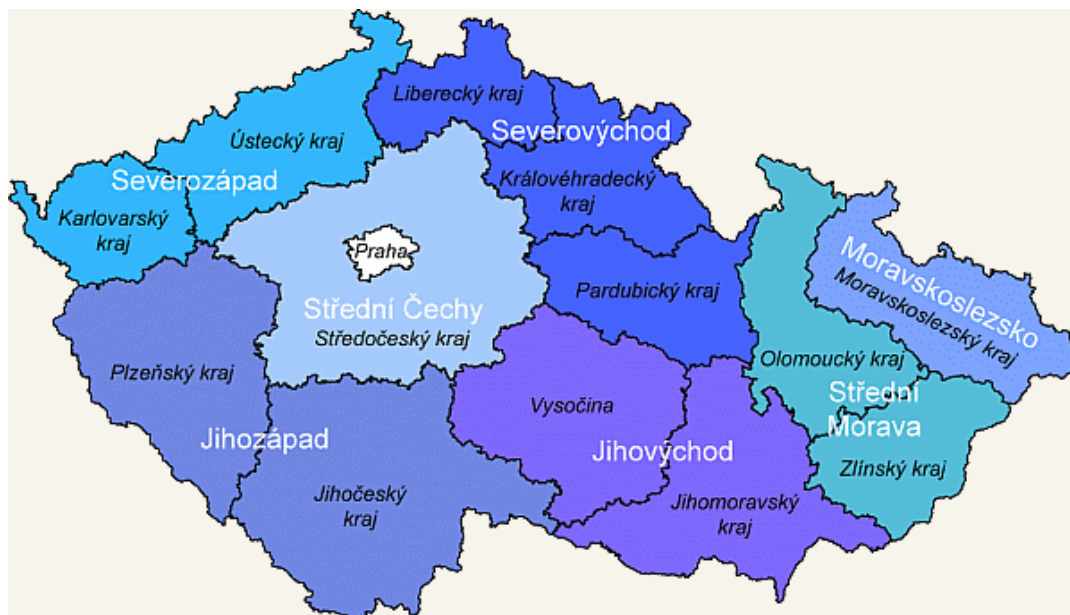 Liberecký kraj
Severovýchod
Ústecký kraj
Severozápad
Královéhradecký
kraj
Karlovarský
kraj
Praha
Moravskoslezsko
Moravskoslezský kraj
Pardubický kraj
Střední Čechy
Středočeský kraj
Olomoucký kraj
Plzeňský kraj
Střední
Morava
Vysočina
Jihozápad
Jihovýchod
Zlínský kraj
Jihočeský
kraj
Jihomoravský
kraj